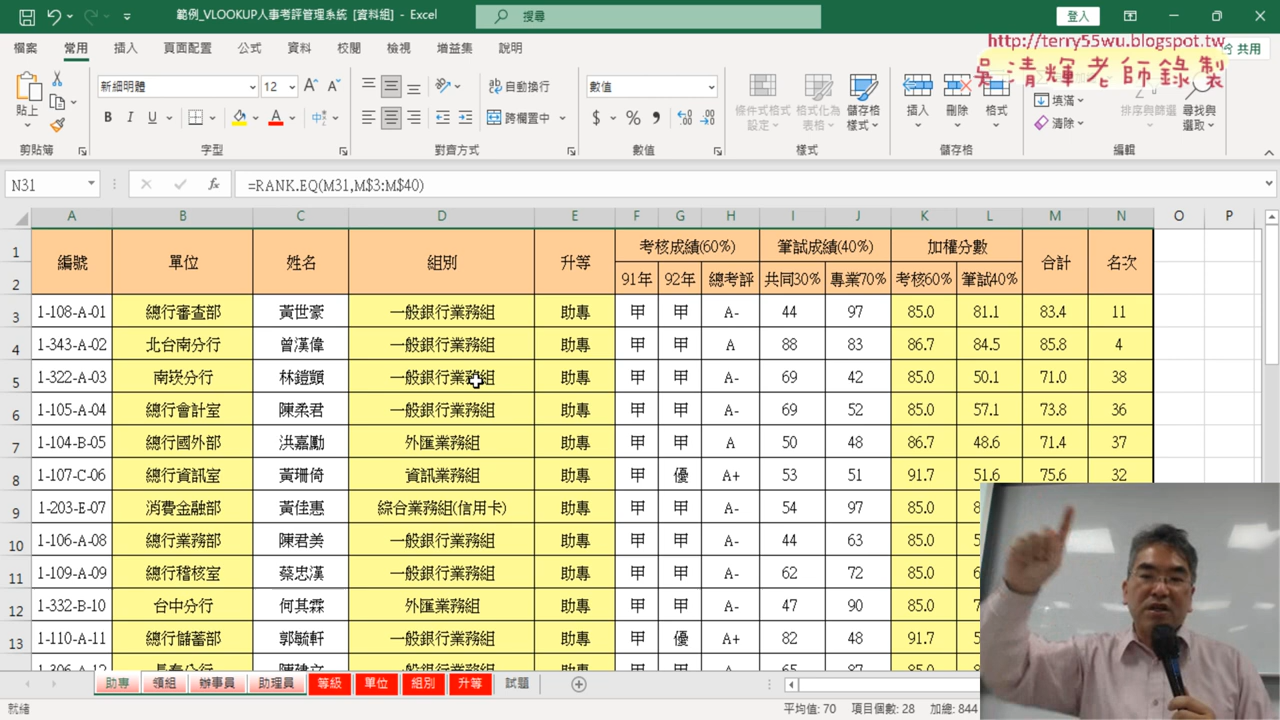 範例_VLOOKUP人事考評管理系統 [資料組] - Excel
搜尋
登入
檔案 常用 插入 頁面配置 公式 資料 校閱 檢視 增益集 說明
共用
http://terry55wu.blogspot.tw
吳清輝老師錄製
貼上
新細明體 12
自動換行
數值
條件式格式設定
格式化為表格
儲存格樣式
插入
刪除
格式
填滿
清除
排序與篩選
尋找與選取
B I U
跨欄置中
$ % ,
剪貼簿 字型 對齊方式 數值 樣式 儲存格 編輯
N31
fx
=RANK.EQ(M31,M$3:M$40)
A B C D E F G H I J K L M N O P
1 編號 單位 姓名 組別 升等 考核成績(60%) 筆試成績(40%) 加權分數 合計 名次
2 91年 92年 總考評 共同30% 專業70% 考核60% 筆試40%
3 1-108-A-01 總行審查部 黃世豪 一般銀行業務組 助專 甲 甲 A- 44 97 85.0 81.1 83.4 11
4 1-343-A-02 北台南分行 曾漢偉 一般銀行業務組 助專 甲 甲 A 88 83 86.7 84.5 85.8 4
5 1-322-A-03 南崁分行 林鎧顗 一般銀行業務組 助專 甲 甲 A- 69 42 85.0 50.1 71.0 38
6 1-105-A-04 總行會計室 陳柔君 一般銀行業務組 助專 甲 甲 A- 69 52 85.0 57.1 73.8 36
7 1-104-B-05 總行國外部 洪嘉勵 外匯業務組 助專 甲 甲 A 50 48 86.7 48.6 71.4 37
8 1-107-C-06 總行資訊室 黃珊倚 資訊業務組 助專 甲 優 A+ 53 51 91.7 51.6 75.6 32
9 1-203-E-07 消費金融部 黃佳惠 綜合業務組(信用卡) 助專 甲 甲 A- 54 97 85.0
10 1-106-A-08 總行業務部 陳君美 一般銀行業務組 助專 甲 甲 A- 44 63 85.0
11 1-109-A-09 總行稽核室 蔡忠漢 一般銀行業務組 助專 甲 甲 A- 62 72 85.0
12 1-332-B-10 台中分行 何其霖 外匯業務組 助專 甲 甲 A- 47 90 85.0
13 1-110-A-11 總行儲蓄部 郭毓軒 一般銀行業務組 助專 甲 優 A+ 82 48 91.7
助專 領組 辦事員 助理員 等級 單位 組別 升等 試題
就緒
平均值: 70 項目個數: 28 加總: 844